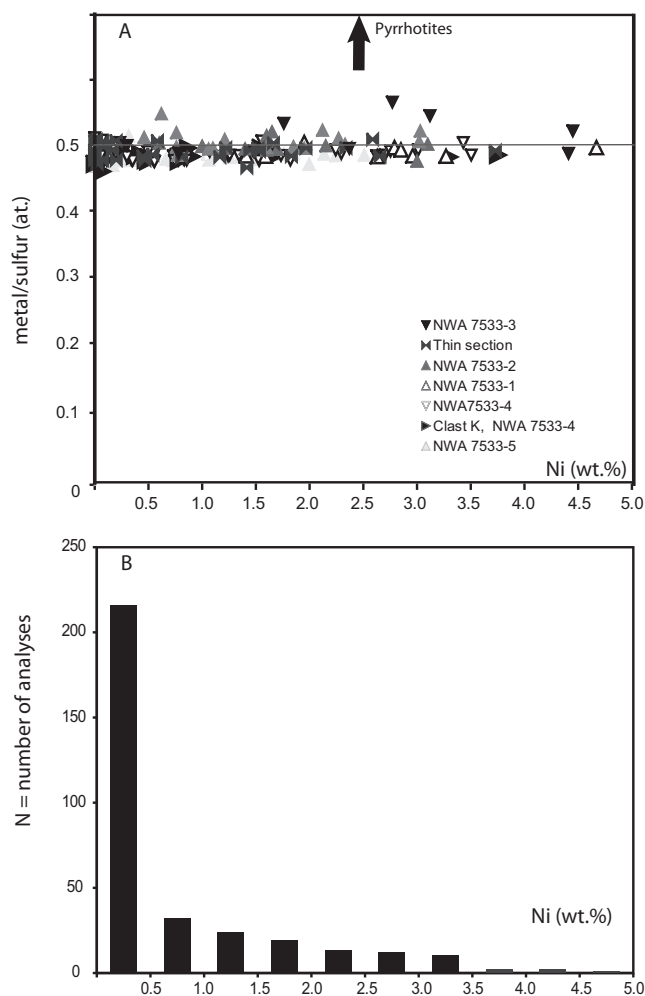 A
Pyrrhotites
metal/sulfur (at.)
0.5
0.4
0.3
0.2
0.1
0
NWA 7533-3
Thin section
NWA 7533-2
NWA 7533-1
NWA7533-4
Clast K, NWA 7533-4
NWA 7533-5
Ni (wt.%)
0.5 1.0 1.5 2.0 2.5 3.0 3.5 4.0 4.5 5.0
B
N = number of analyses
250
200
150
100
50
0
Ni (wt.%)
0.5 1.0 1.5 2.0 2.5 3.0 3.5 4.0 4.5 5.0